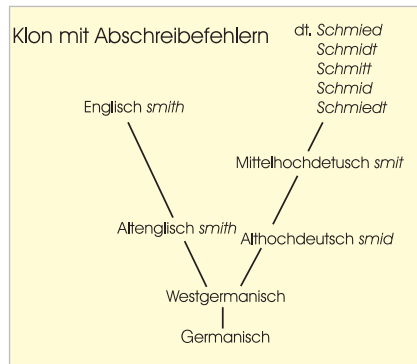 Klon mit Abschreibefehlern
dt. Schmied
Schmidt
Schmitt
Schmid
Schmiedt
Englisch smith
Mittelhochdetusch smit
Altenglisch smith
Althochdeutsch smid
Westgermanisch
Germanisch